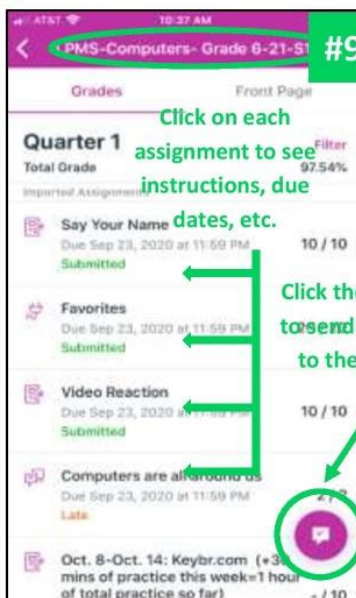 AT&T 10:37 AM
PMS-Computers- Grade 6-21-S1
#9
Grades Front Page
Click on each
assignment to see
instructions, due
dates, etc.
Quarter 1
Filter
Total Grade
97.54%
Imported Assignments
Say Your Name
Due Sep 23, 2020 at 11:59 PM
10 / 10
Submitted
Favorites
Due Sep 23, 2020 at 11:59 PM
Submitted
Click the
to send
to the
Video Reaction
Due Sep 23, 2020 at 11:59 PM
10 / 10
Submitted
Computers are all around us
Due Sep 23, 2020 at 11:59 PM
Late
Oct. 8-Oct. 14: Keybr.com (+30
mins of practice this week=1 hour
of total practice so far)
- / 10